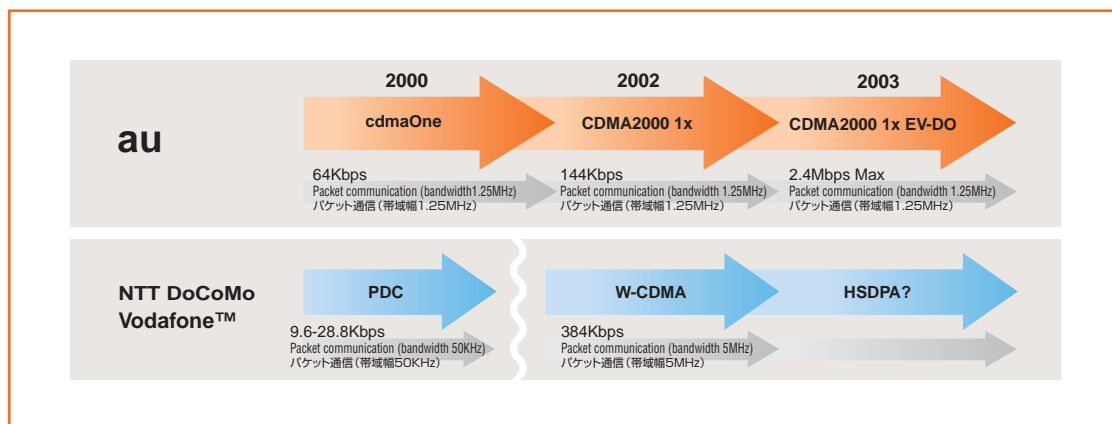 2000
2002
2003
au
cdmaOne
CDMA2000 1x
CDMA2000 1x EV-DO
64Kbps
Packet communication (bandwidth1.25MHz)
パケット通信（帯域幅1.25MHz）
144Kbps
Packet communication (bandwidth 1.25MHz)
パケット通信（帯域幅1.25MHz）
2.4Mbps Max
Packet communication (bandwidth 1.25MHz)
パケット通信（帯域幅1.25MHz）
NTT DoCoMo
Vodafone™
PDC
W-CDMA
HSDPA?
9.6-28.8Kbps
Packet communication (bandwidth 50KHz)
パケット通信（帯域幅50KHz）
384Kbps
Packet communication (bandwidth 5MHz)
パケット通信（帯域幅5MHz）